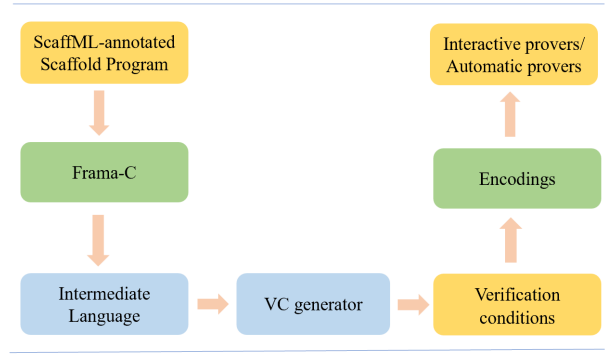 ScaffML-annotated
Scaffold Program
Frama-C
Intermediate
Language
VC generator
Verification
conditions
Encodings
Interactive provers/
Automatic provers